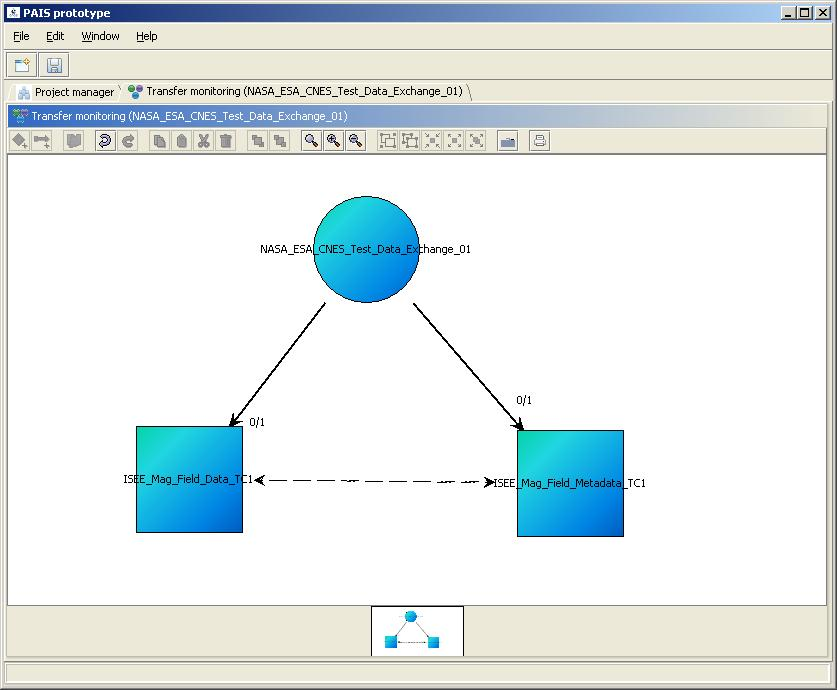 PAIS prototype
File Edit Window Help
Project manager Transfer monitoring (NASA_ESA_CNES_Test_Data_Exchange_01)
Transfer monitoring (NASA_ESA_CNES_Test_Data_Exchange_01)
NASA_ESA_CNES_Test_Data_Exchange_01
0/1
0/1
ISEE_Mag_Field_Data_TC1
ISEE_Mag_Field_Metadata_TC1